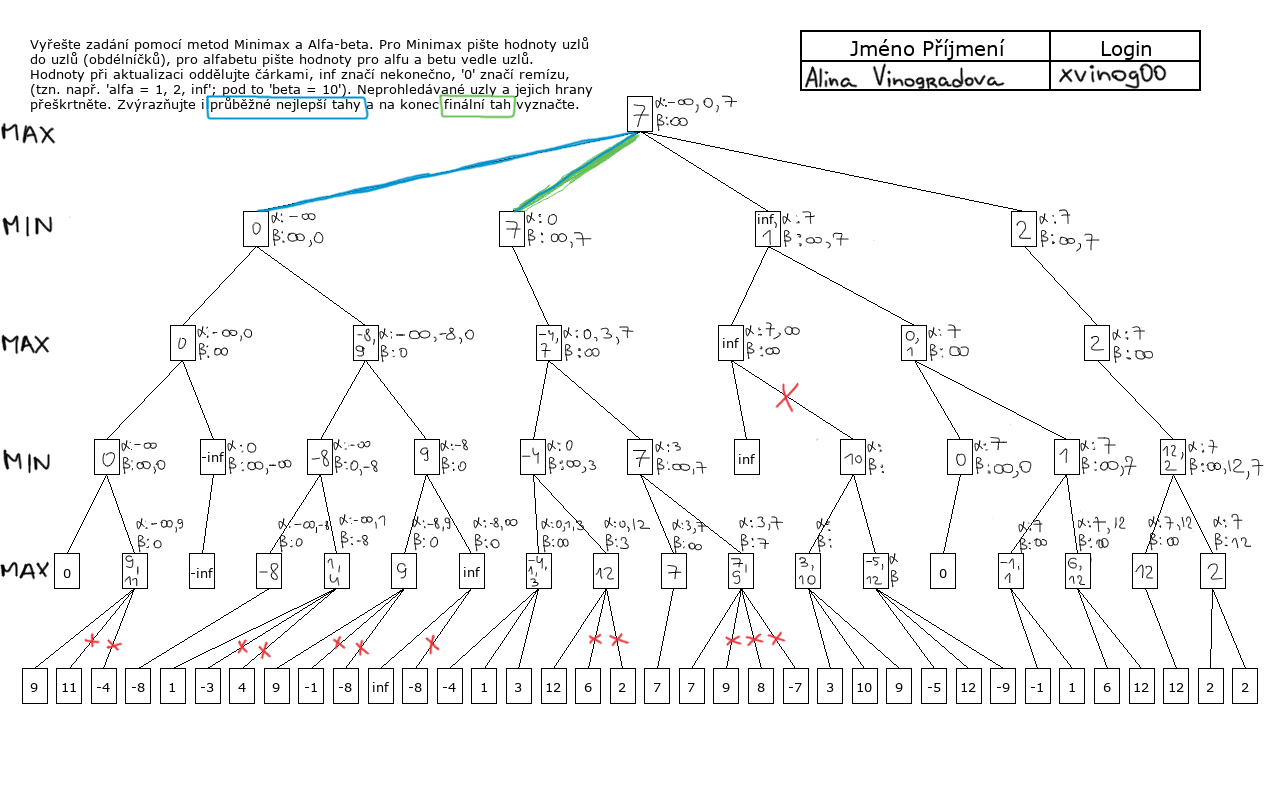 Vyřešte zadání pomocí metod Minimax a Alfa-beta. Pro Minimax pište hodnoty uzlů
do uzlů (obdélníčků), pro alfabetu pište hodnoty pro alfu a betu vedle uzlů.
Hodnoty při aktualizaci oddělujte čárkami, inf značí nekonečno, '0' značí remízu,
(tzn. např. 'alfa = 1, 2, inf'; pod to 'beta = 10'). Neprohledávané uzly a jejich hrany
přeškrtněte. Zvýrazňujte i průběžné nejlepší tahy a na konec finální tah vyznačte.
Jméno Příjmení Login
Alina Vinogradova xvinog00
7 α:-∞,0,7
β:∞
MAX
MIN
0 α:-∞
β:∞,0
7 α:0
β:∞,7
inf, 1 α:7
β:∞,7
2 α:7
β:∞,7
MAX
0 α:-∞,0
β:∞
-8, 9 α:-∞,-8,0
β:0
-4, 7 α:0,3,7
β:∞
inf α:7,∞
β:∞
0, 1 α:7
β:∞
2 α:7
β:∞
MIN
0 α:-∞
β:∞,0
-inf α:0
β:∞,-∞
-8 α:-∞
β:0,-8
9 α:-8
β:0
-4 α:0
β:∞,3
7 α:3
β:∞,7
inf
10 α:
β:
0 α:7
β:∞,0
1 α:7
β:∞,7
12, 2 α:7
β:∞,12,7
MAX
0
9, 11 α:-∞,9
β:0
-inf
-8 α:-∞,-8
β:0
1, 4 α:-∞,1
β:-8
9 α:-8,9
β:0
inf α:-8,∞
β:0
-4, 1, 3 α:0,1,3
β:∞
12 α:0,12
β:3
7 α:3,7
β:∞
7, 9 α:3,7
β:7
3, 10 α:
β:
-5, 12 α
β
0
-1, 1 α:7
β:∞
6, 12 α:7,12
β:∞
12 α:7,12
β:∞
2 α:7
β:12
9 11 -4 -8 1 -3 4 9 -1 -8 inf -8 -4 1 3 12 6 2 7 7 9 8 -7 3 10 9 -5 12 -9 -1 1 6 12 12 2 2